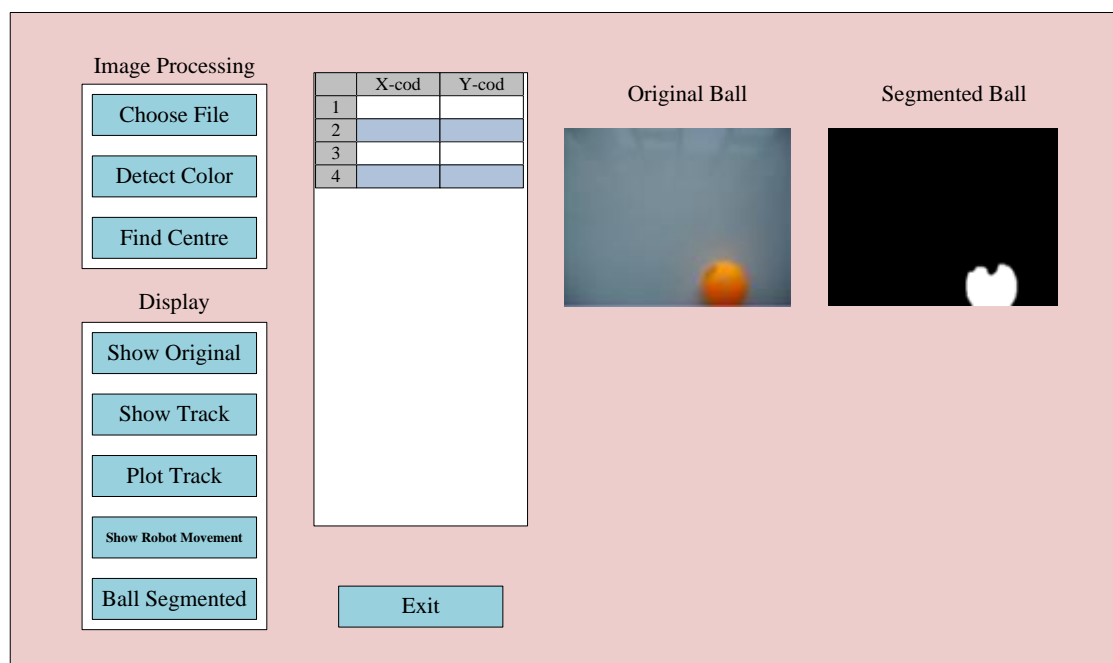 Image Processing
Choose File
Detect Color
Find Centre
Display
Show Original
Show Track
Plot Track
Show Robot Movement
Ball Segmented
X-cod Y-cod
1
2
3
4
Exit
Original Ball
Segmented Ball